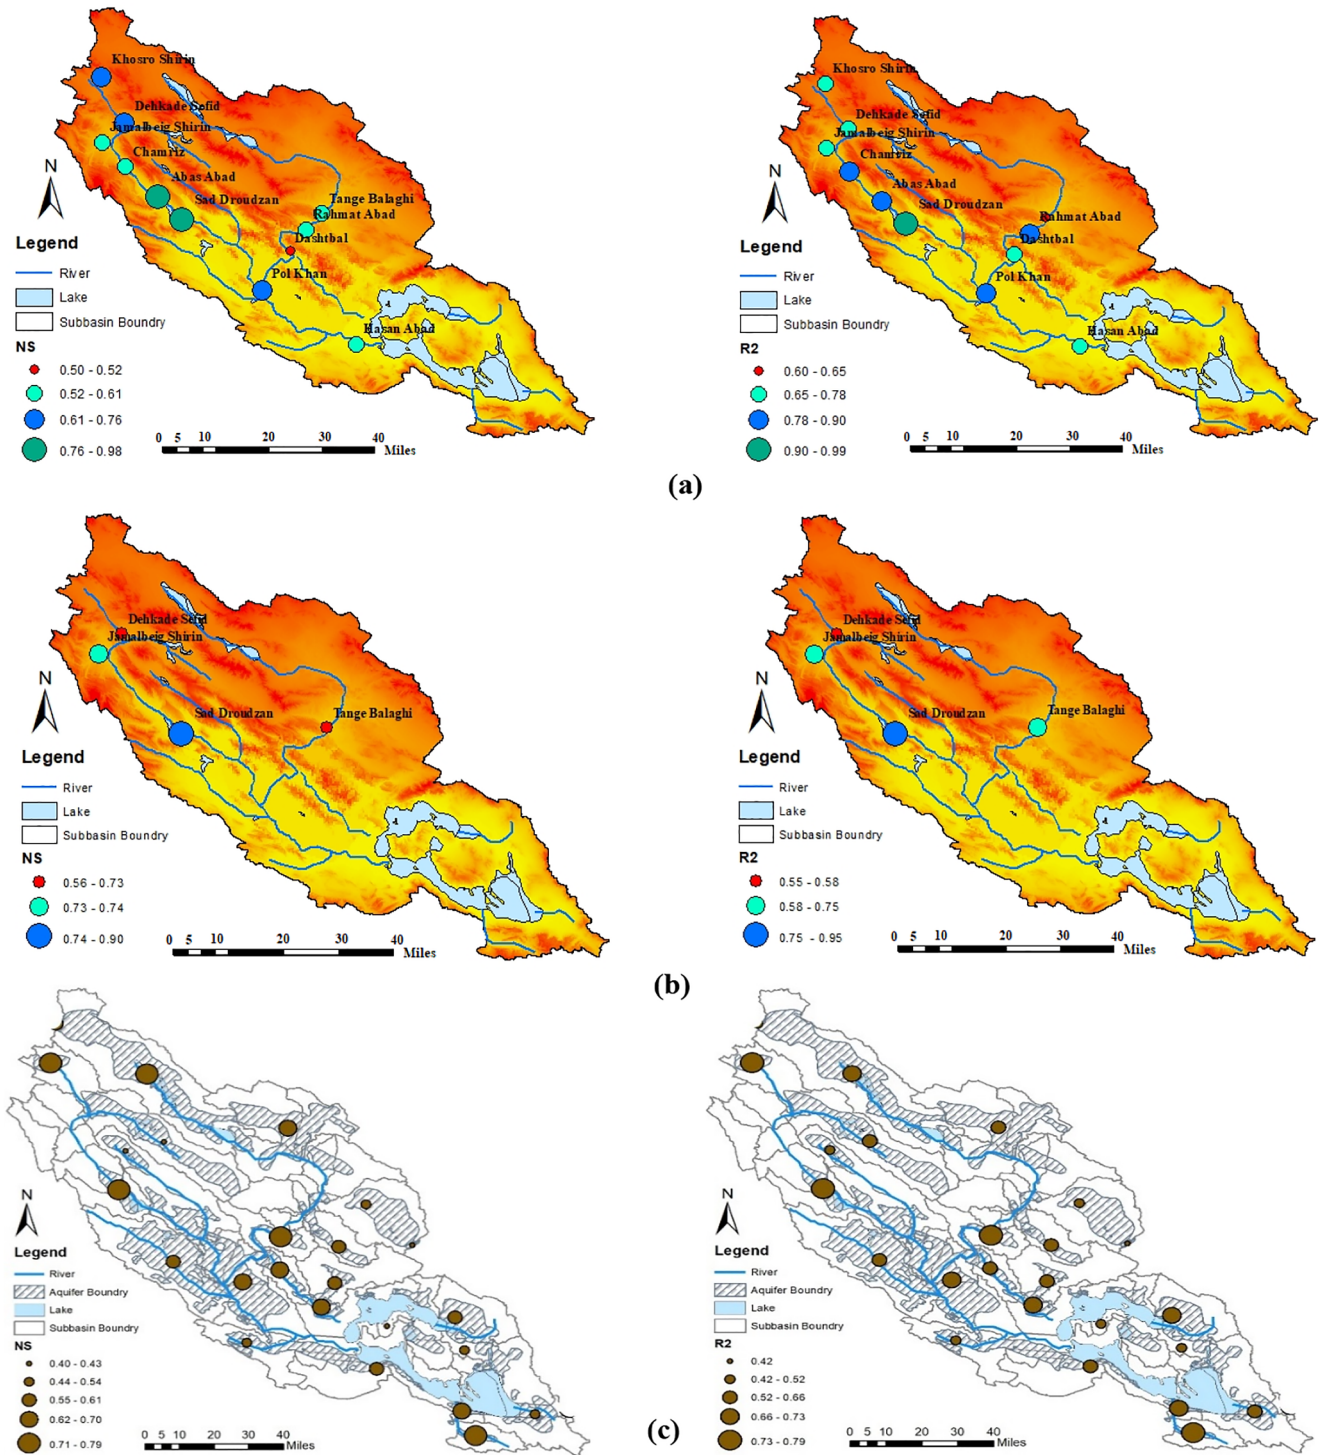 Khosro Shirin
Dehkade Sefid
Jamalbeig Shirin
Chamriz
Abas Abad
Sad Droudzan
Tange Balaghi
Rahmat Abad
Dashtbal
Pol Khan
Hasan Abad
N
Legend
River
Lake
Subbasin Boundry
NS
0.50 - 0.52
0.52 - 0.61
0.61 - 0.76
0.76 - 0.98
0 5 10 20 30 40
Miles
Khosro Shirin
Dehkade Sefid
Jamalbeig Shirin
Chamriz
Abas Abad
Sad Droudzan
Rahmat Abad
Dashtbal
Pol Khan
Hasan Abad
N
Legend
River
Lake
Subbasin Boundry
R2
0.60 - 0.65
0.65 - 0.78
0.78 - 0.90
0.90 - 0.99
0 5 10 20 30 40
Miles
(a)
Dehkade Sefid
Jamalbeig Shirin
Sad Droudzan
Tange Balaghi
N
Legend
River
Lake
Subbasin Boundry
NS
0.56 - 0.73
0.73 - 0.74
0.74 - 0.90
0 5 10 20 30 40
Miles
Dehkade Sefid
Jamalbeig Shirin
Sad Droudzan
Tange Balaghi
N
Legend
River
Lake
Subbasin Boundry
R2
0.55 - 0.58
0.58 - 0.75
0.75 - 0.95
0 5 10 20 30 40
Miles
(b)
N
Legend
River
Aquifer Boundry
Lake
Subbasin Boundry
NS
0.40 - 0.43
0.44 - 0.54
0.55 - 0.61
0.62 - 0.70
0.71 - 0.79
0 5 10 20 30 40
Miles
N
Legend
River
Aquifer Boundry
Lake
Subbasin Boundry
R2
0.42
0.42 - 0.52
0.52 - 0.66
0.66 - 0.73
0.73 - 0.79
0 5 10 20 30 40
Miles
(c)